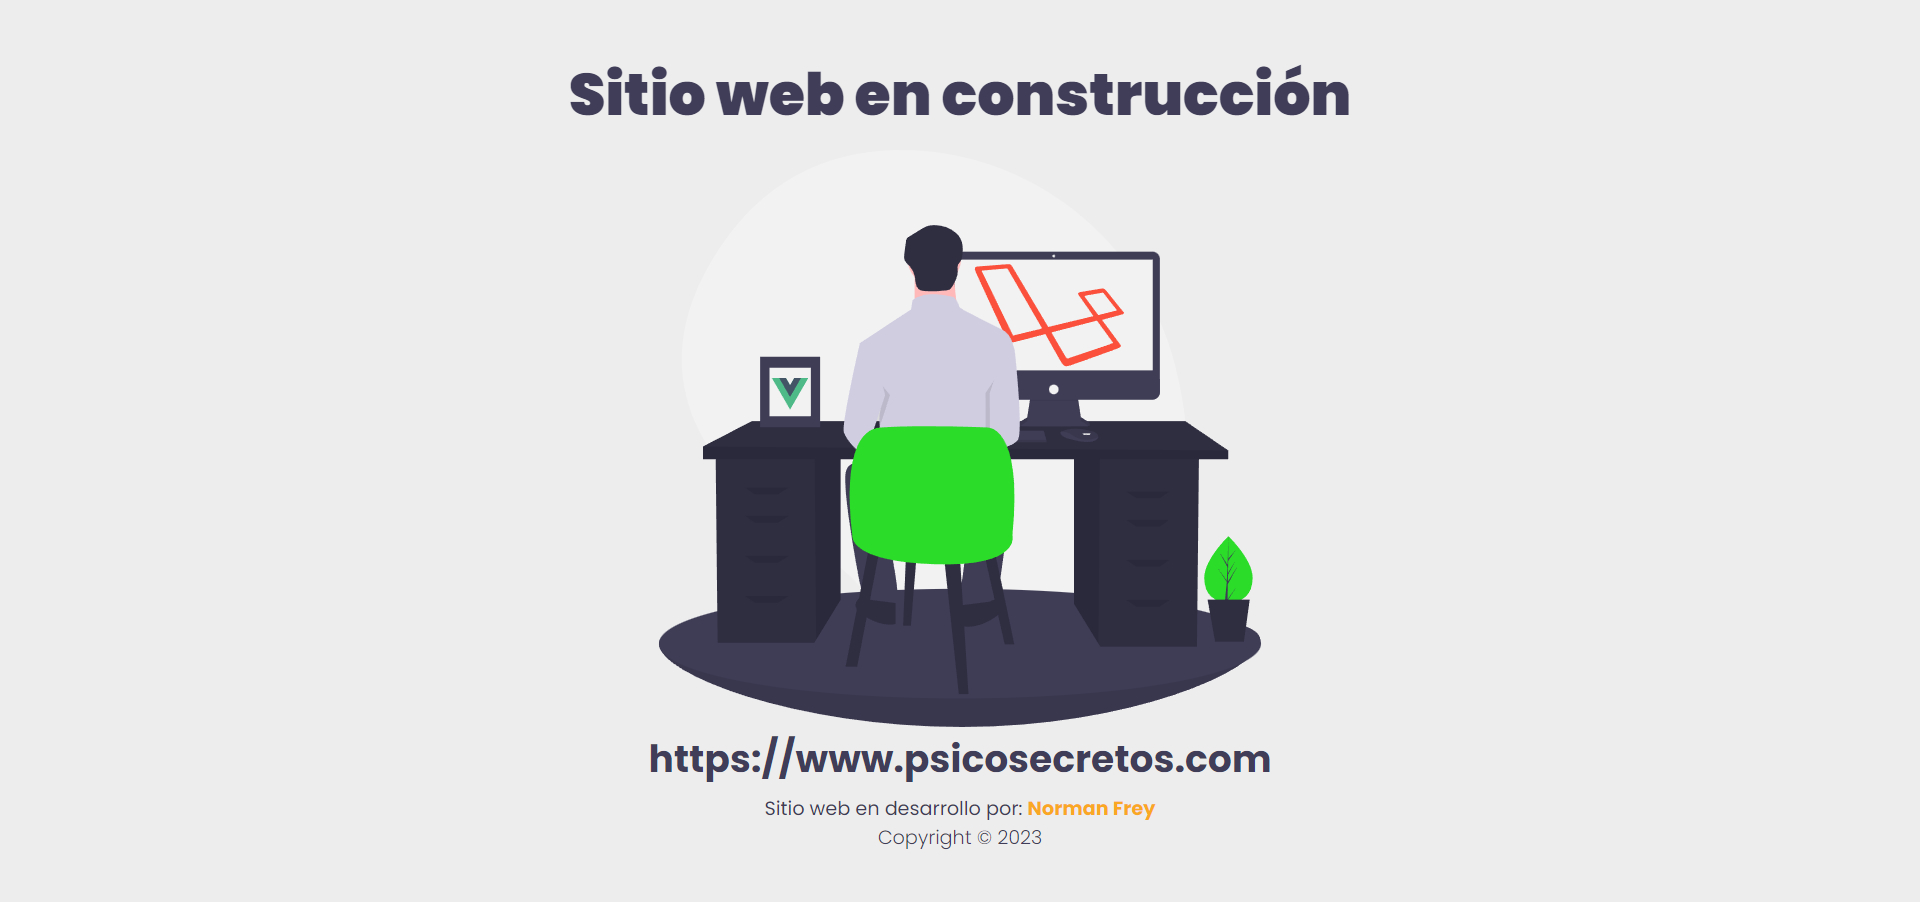 Sitio web en construcción
https://www.psicosecretos.com
Sitio web en desarrollo por: Norman Frey
Copyright © 2023